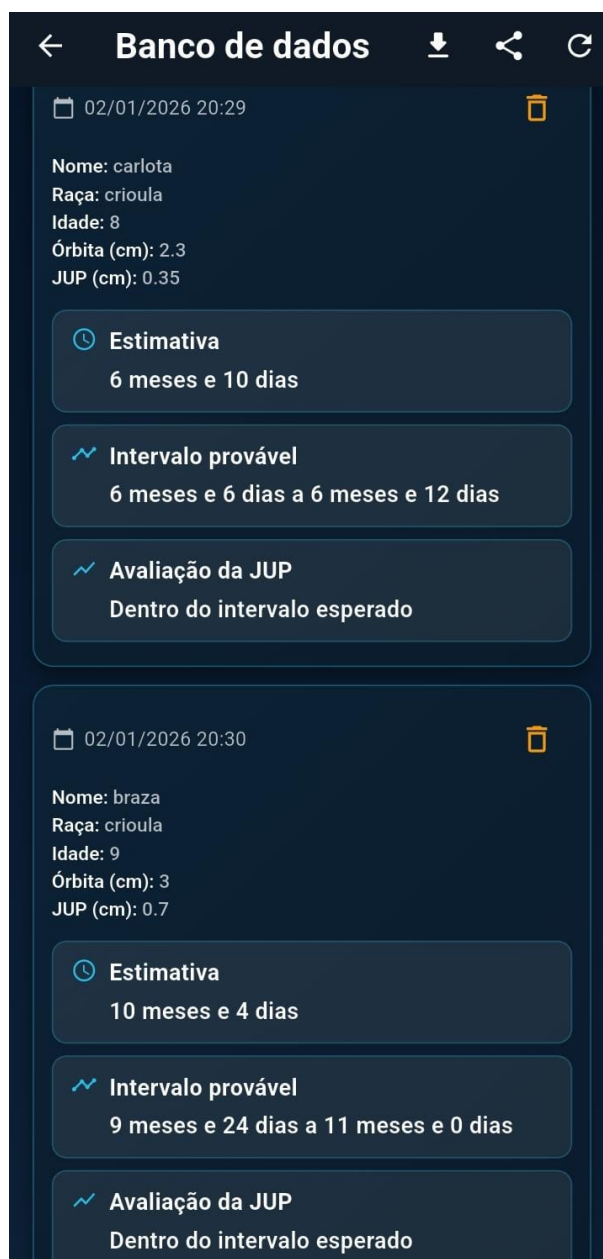 Banco de dados
02/01/2026 20:29
Nome: carlota
Raça: crioula
Idade: 8
Órbita (cm): 2.3
JUP (cm): 0.35
Estimativa
6 meses e 10 dias
Intervalo provável
6 meses e 6 dias a 6 meses e 12 dias
Avaliação da JUP
Dentro do intervalo esperado
02/01/2026 20:30
Nome: braza
Raça: crioula
Idade: 9
Órbita (cm): 3
JUP (cm): 0.7
Estimativa
10 meses e 4 dias
Intervalo provável
9 meses e 24 dias a 11 meses e 0 dias
Avaliação da JUP
Dentro do intervalo esperado